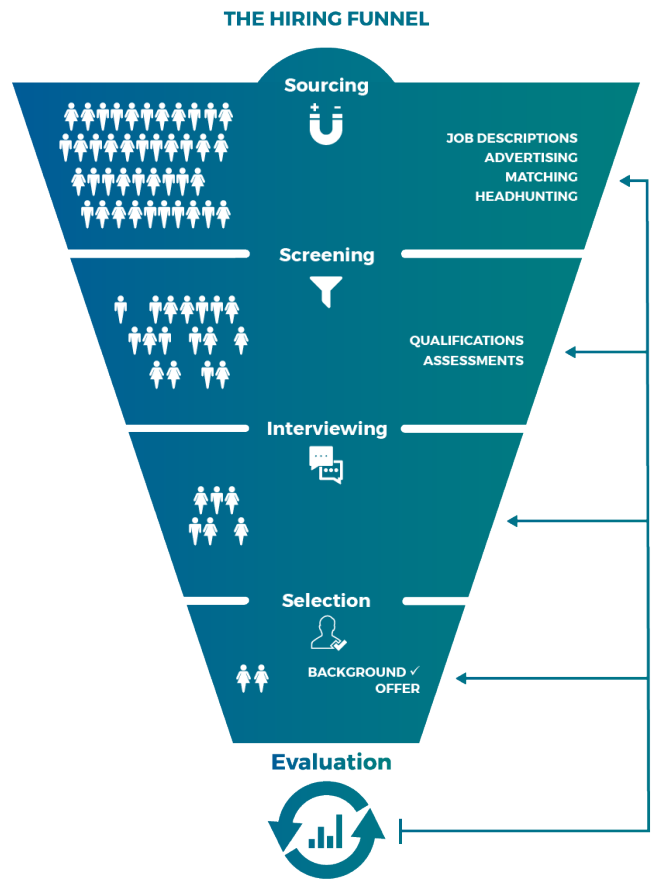 THE HIRING FUNNEL
Sourcing
JOB DESCRIPTIONS
ADVERTISING
MATCHING
HEADHUNTING
Screening
QUALIFICATIONS
ASSESSMENTS
Interviewing
Selection
BACKGROUND ✓
OFFER
Evaluation